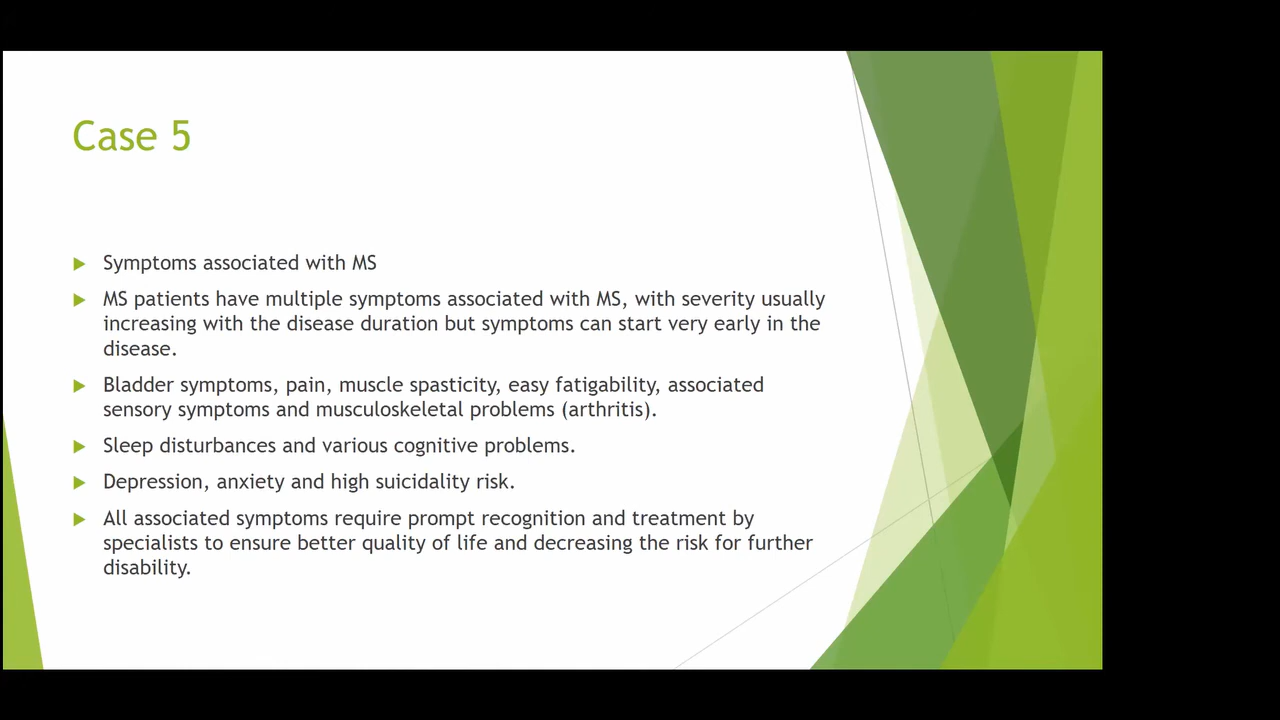 Case 5
Symptoms associated with MS
MS patients have multiple symptoms associated with MS, with severity usually
increasing with the disease duration but symptoms can start very early in the
disease.
Bladder symptoms, pain, muscle spasticity, easy fatigability, associated
sensory symptoms and musculoskeletal problems (arthritis).
Sleep disturbances and various cognitive problems.
Depression, anxiety and high suicidality risk.
All associated symptoms require prompt recognition and treatment by
specialists to ensure better quality of life and decreasing the risk for further
disability.